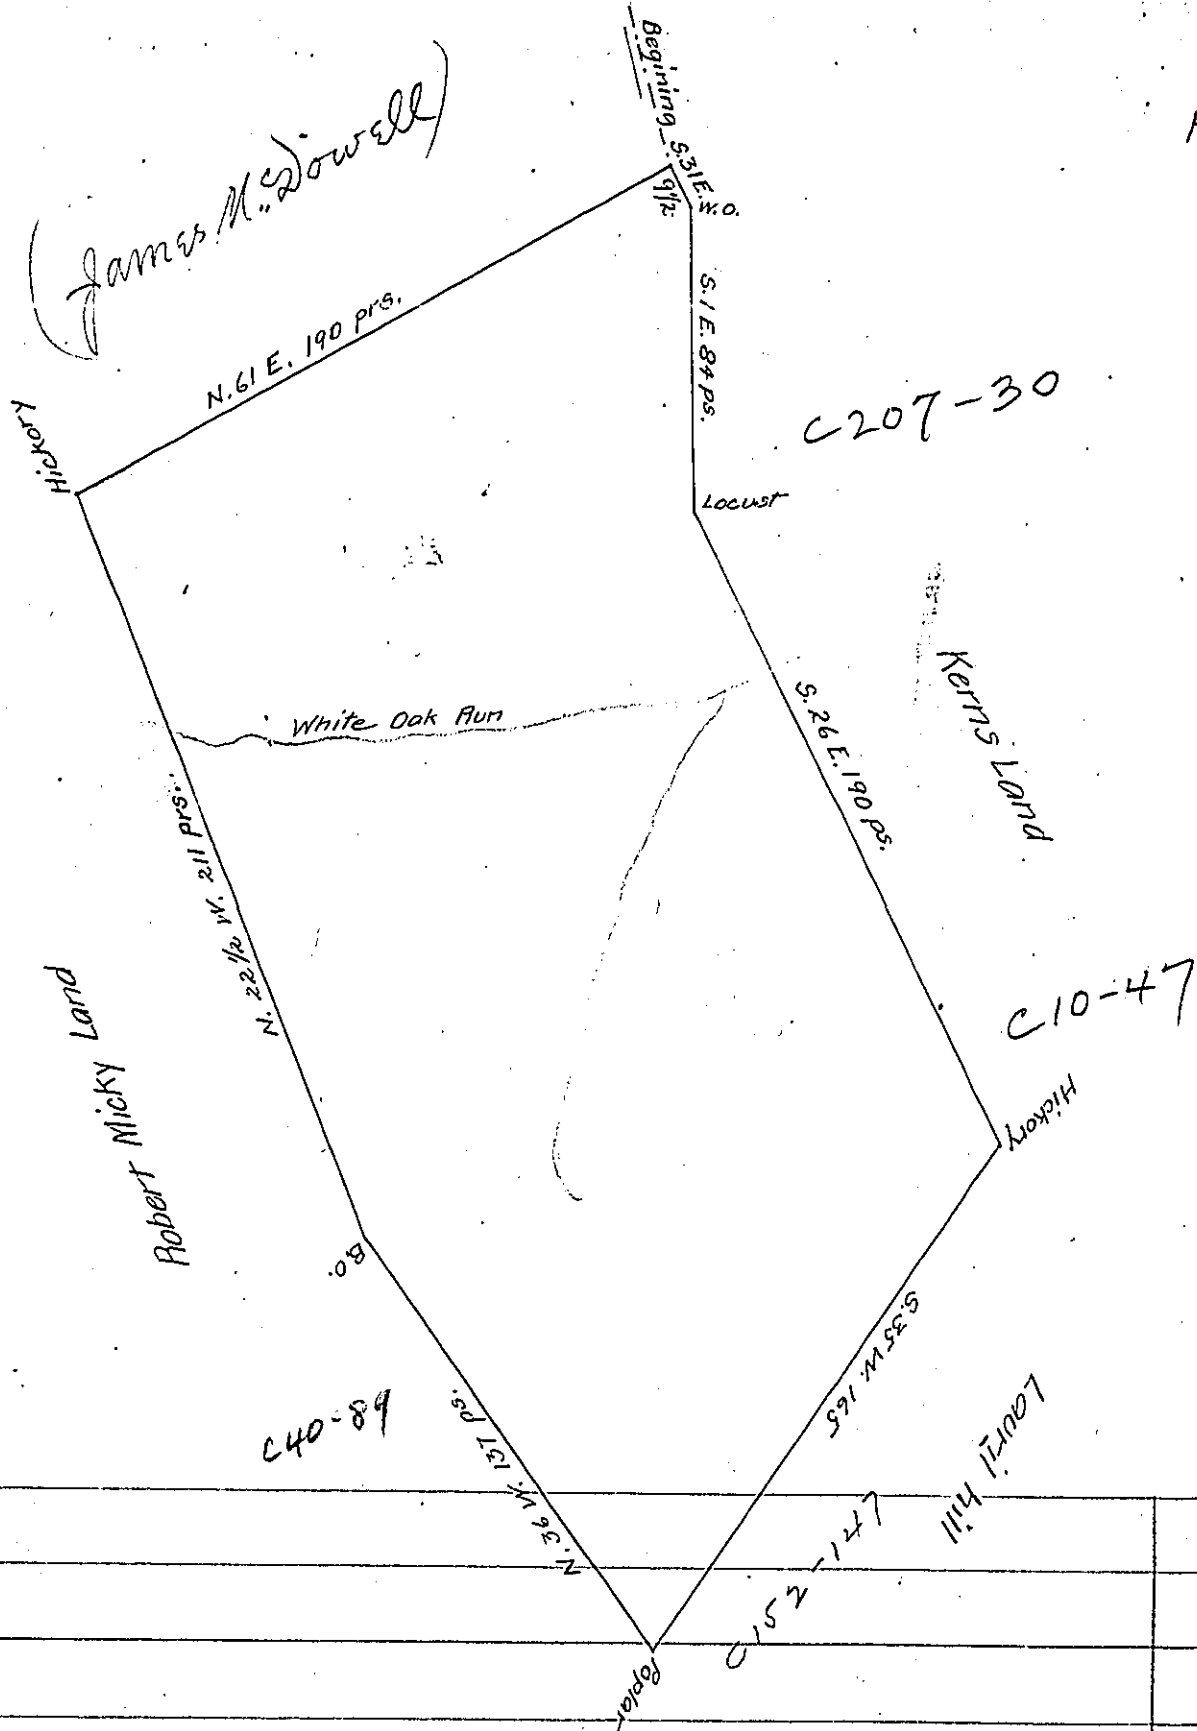 Begining
(James McDowell)
S.31E.
9 1/2
W.O.
N. 61 E. 190 prs.
S. 1 E. 84 ps.
C207-30
Hickory
Locust
Kerns Land
White Oak Run
S. 26 E. 190 ps.
N. 22 1/2 W. 211 prs.
Robert Micky Land
C10-47
Hickory
B.O.
S. 35 W. 165
C40-89
N. 36 W. 137 ps.
Lauril hill
C152-147
Poplar